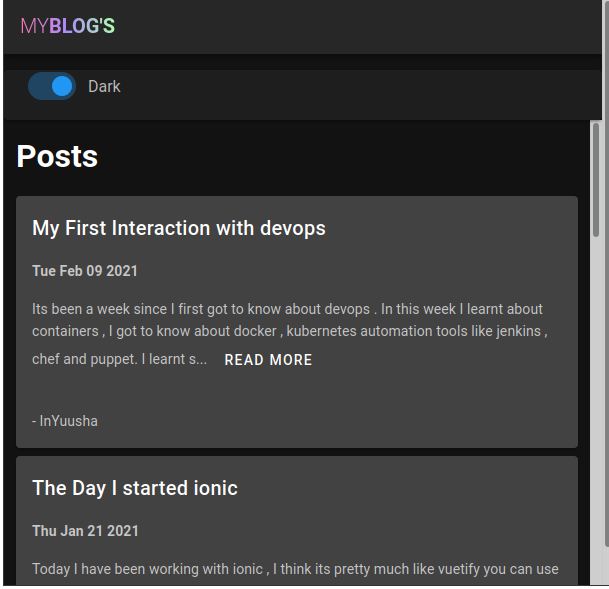 MYBLOG'S
Dark
Posts
My First Interaction with devops
Tue Feb 09 2021
Its been a week since I first got to know about devops . In this week I learnt about
containers , I got to know about docker , kubernetes automation tools like jenkins ,
chef and puppet. I learnt s... READ MORE
- InYuusha
The Day I started ionic
Thu Jan 21 2021
Today I have been working with ionic , I think its pretty much like vuetify you can use